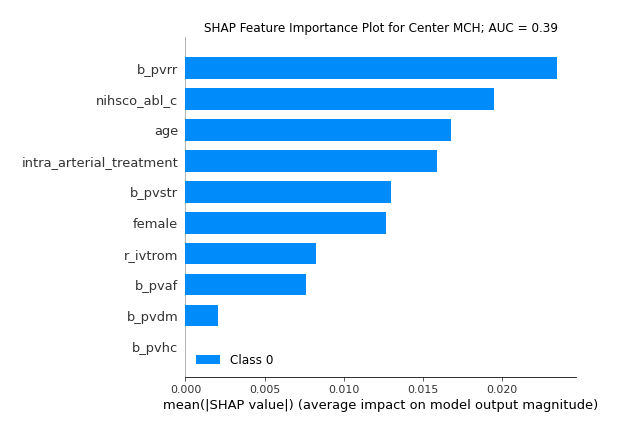 SHAP Feature Importance Plot for Center MCH; AUC = 0.39
b_pvrr
nihsco_abl_c
age
intra_arterial_treatment
b_pvstr
female
r_ivtrom
b_pvaf
b_pvdm
b_pvhc
Class 0
0.000 0.005 0.010 0.015 0.020
mean(|SHAP value|) (average impact on model output magnitude)